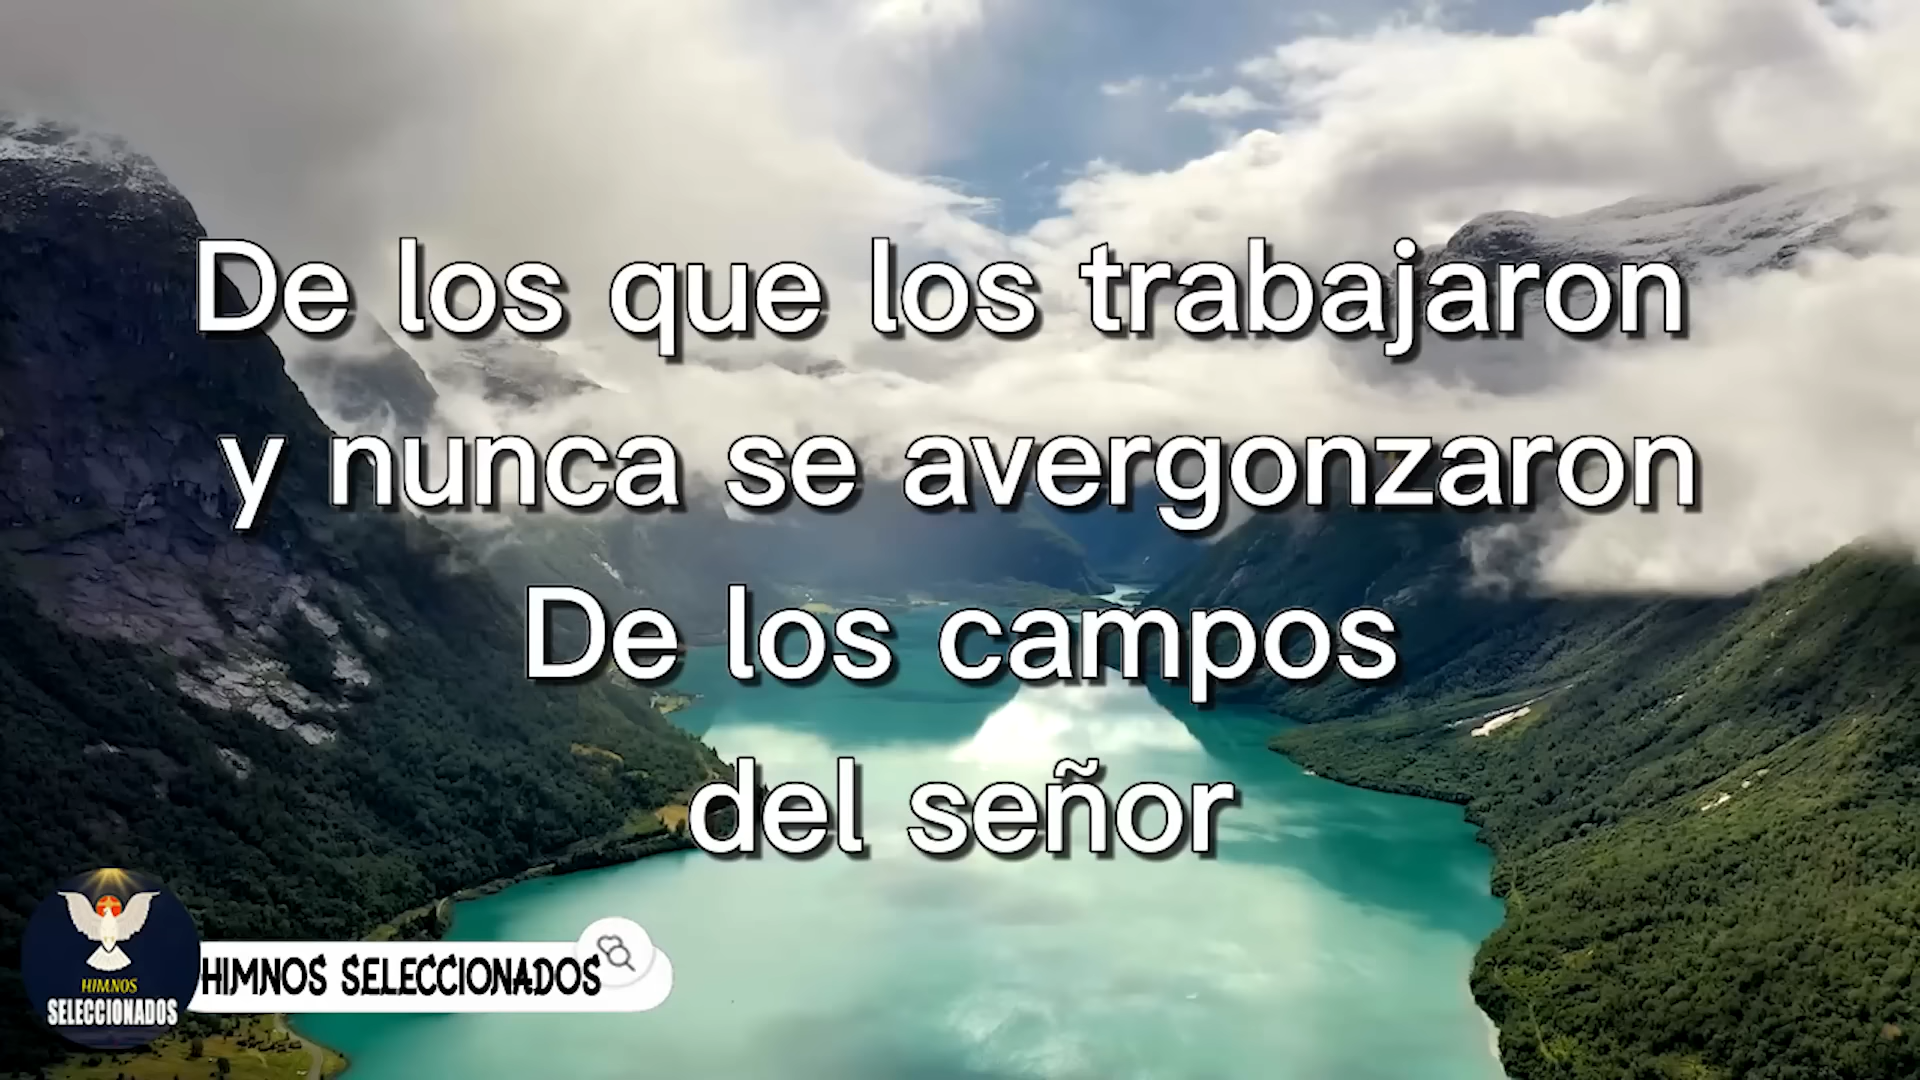 De los que los trabajaron
y nunca se avergonzaron
De los campos
del señor
HIMNOS
SELECCIONADOS
HIMNOS SELECCIONADOS